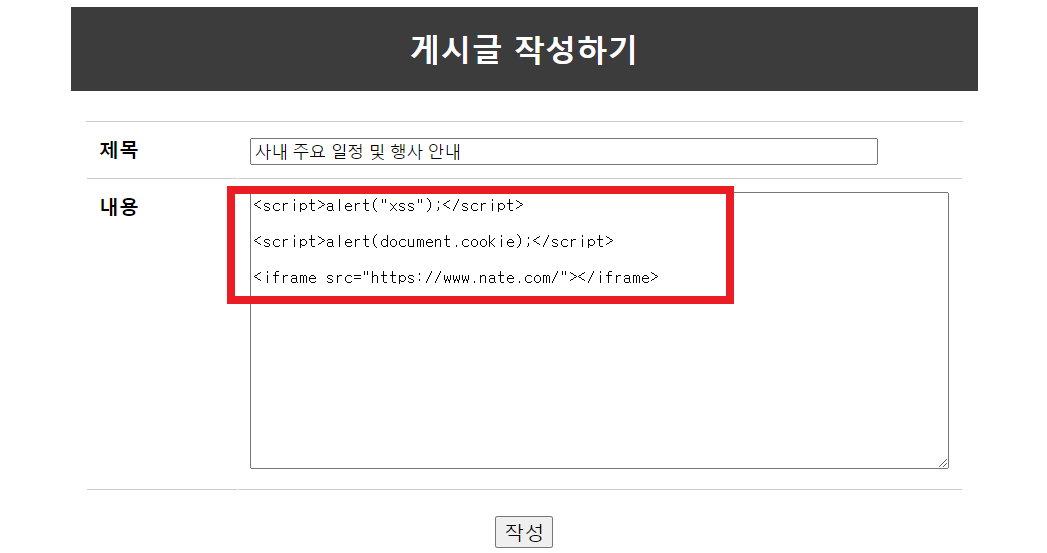 게시글 작성하기
제목
사내 주요 일정 및 행사 안내
내용
<script>alert("xss");</script>
<script>alert(document.cookie);</script>
<iframe src="https://www.nate.com/"></iframe>
작성